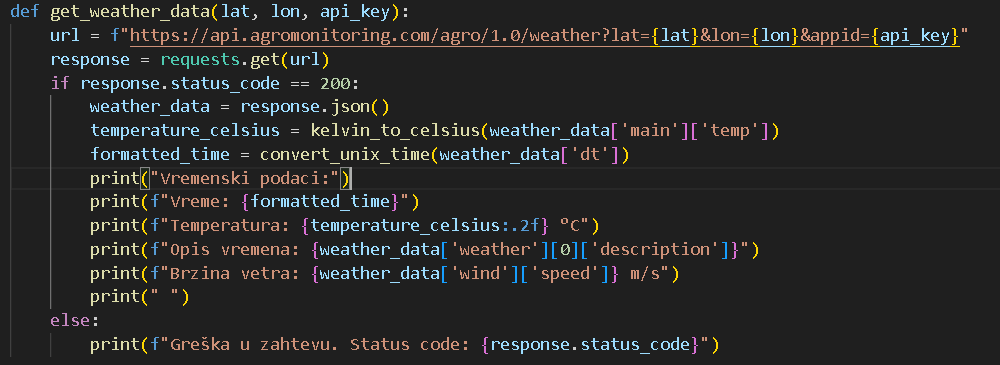 def get_weather_data(lat, lon, api_key):
    url = f"https://api.agromonitoring.com/agro/1.0/weather?lat={lat}&lon={lon}&appid={api_key}"
    response = requests.get(url)
    if response.status_code == 200:
        weather_data = response.json()
        temperature_celsius = kelvin_to_celsius(weather_data['main']['temp'])
        formatted_time = convert_unix_time(weather_data['dt'])
        print("Vremenski podaci:")
        print(f"Vreme: {formatted_time}")
        print(f"Temperatura: {temperature_celsius:.2f} ºC")
        print(f"Opis vremena: {weather_data['weather'][0]['description']}")
        print(f"Brzina vetra: {weather_data['wind']['speed']} m/s")
        print(" ")
    else:
        print(f"Greška u zahtevu. Status code: {response.status_code}")